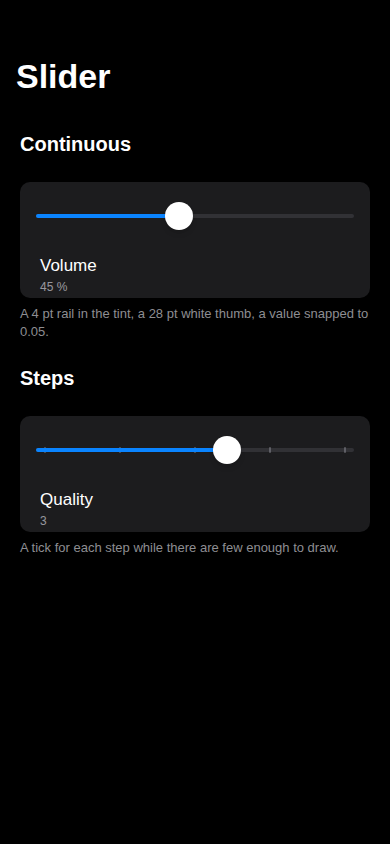 Slider
Continuous
Volume
45 %
A 4 pt rail in the tint, a 28 pt white thumb, a value snapped to
0.05.
Steps
Quality
3
A tick for each step while there are few enough to draw.